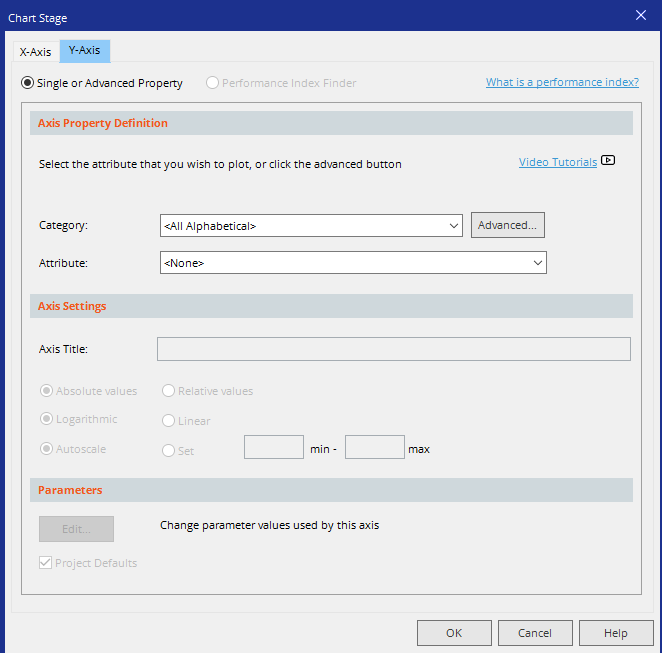 Chart Stage
X-Axis Y-Axis
Single or Advanced Property Performance Index Finder What is a performance index?
Axis Property Definition
Select the attribute that you wish to plot, or click the advanced button Video Tutorials
Category: <All Alphabetical> Advanced...
Attribute: <None>
Axis Settings
Axis Title:
Absolute values Relative values
Logarithmic Linear
Autoscale Set min - max
Parameters
Edit... Change parameter values used by this axis
Project Defaults
OK Cancel Help